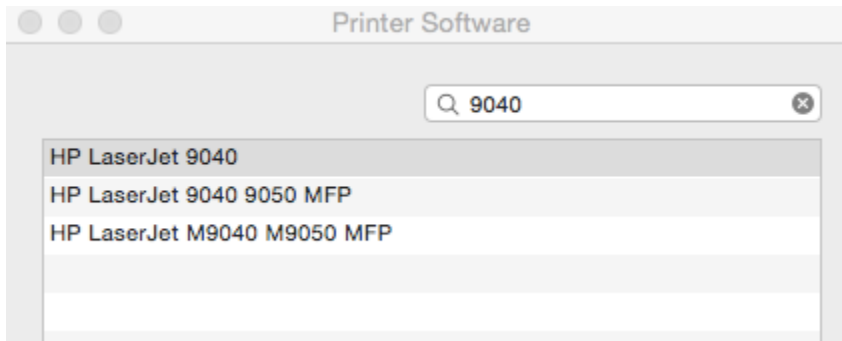 Printer Software
9040
HP LaserJet 9040
HP LaserJet 9040 9050 MFP
HP LaserJet M9040 M9050 MFP